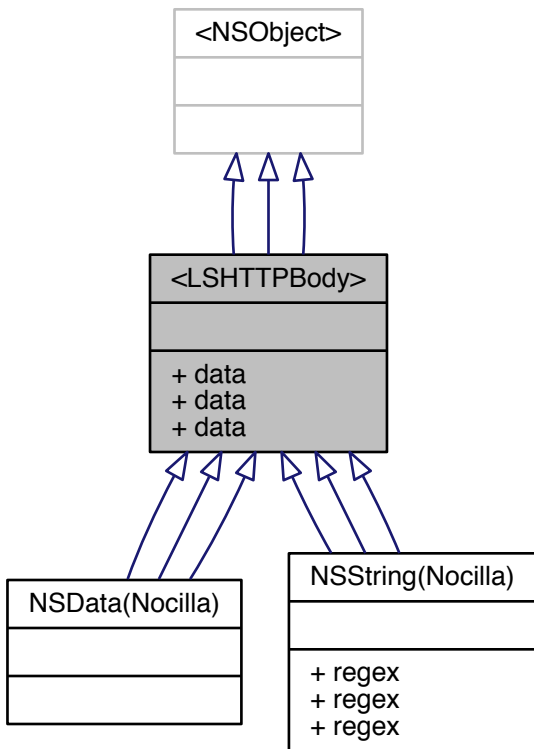 <NSObject>
<LSHTTPBody>
+ data
+ data
+ data
NSData(Nocilla)
NSString(Nocilla)
+ regex
+ regex
+ regex